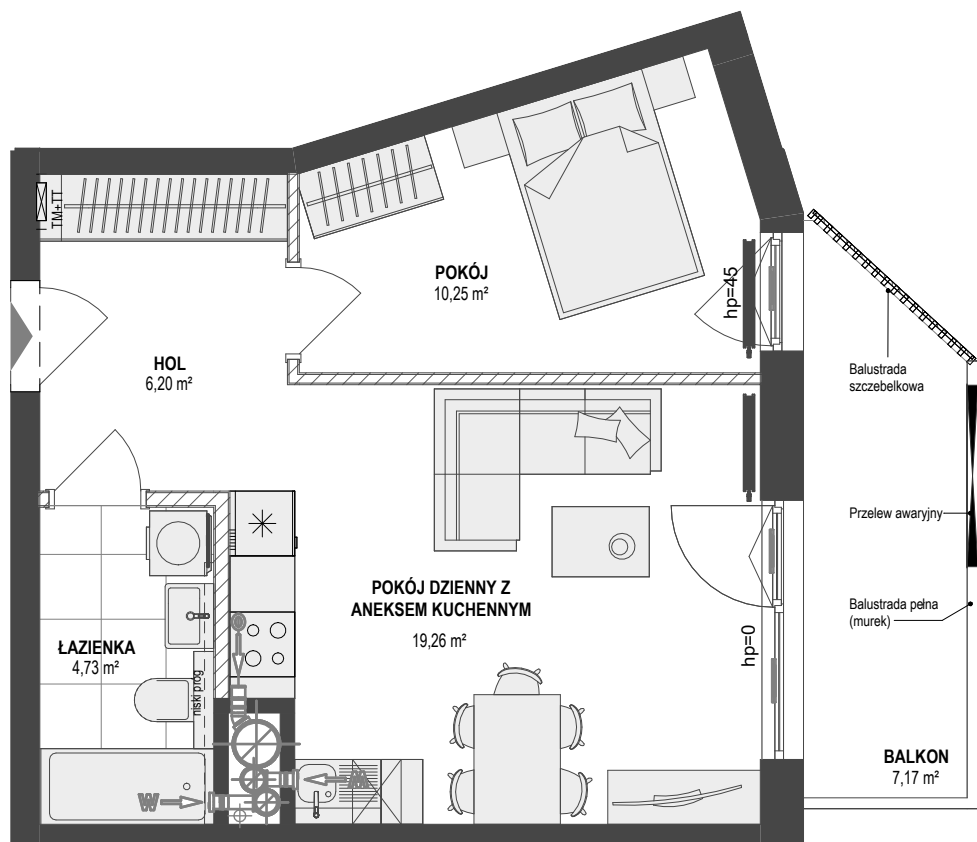 TM+TT
POKÓJ
10,25 m²
hp=45
HOL
6,20 m²
Balustrada
szczebelkowa
Przelew awaryjny
POKÓJ DZIENNY Z
ANEKSEM KUCHENNYM
19,26 m²
hp=0
Balustrada pełna
(murek)
ŁAZIENKA
4,73 m²
niski próg
BALKON
7,17 m²
W